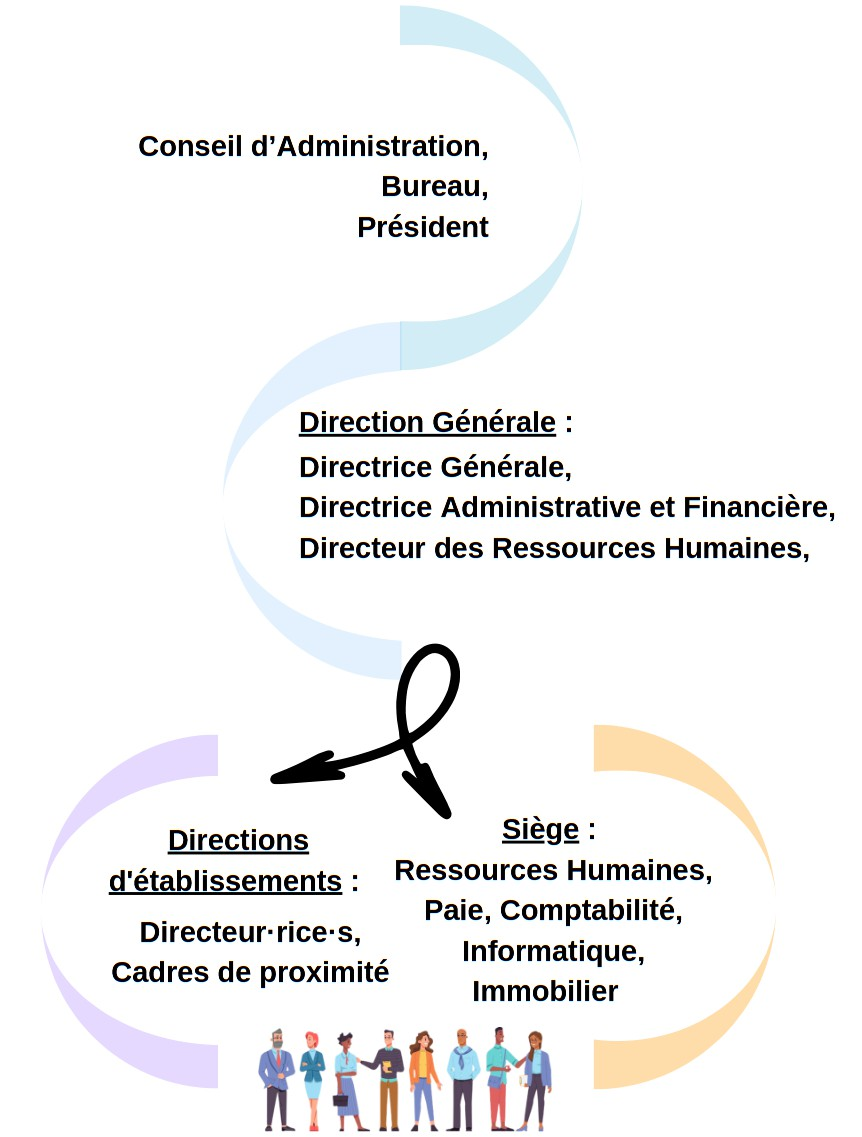 Conseil d’Administration,
Bureau,
Président
Direction Générale :
Directrice Générale,
Directrice Administrative et Financière,
Directeur des Ressources Humaines,
Directions
d'établissements :
Directeur·rice·s,
Cadres de proximité
Siège :
Ressources Humaines,
Paie, Comptabilité,
Informatique,
Immobilier